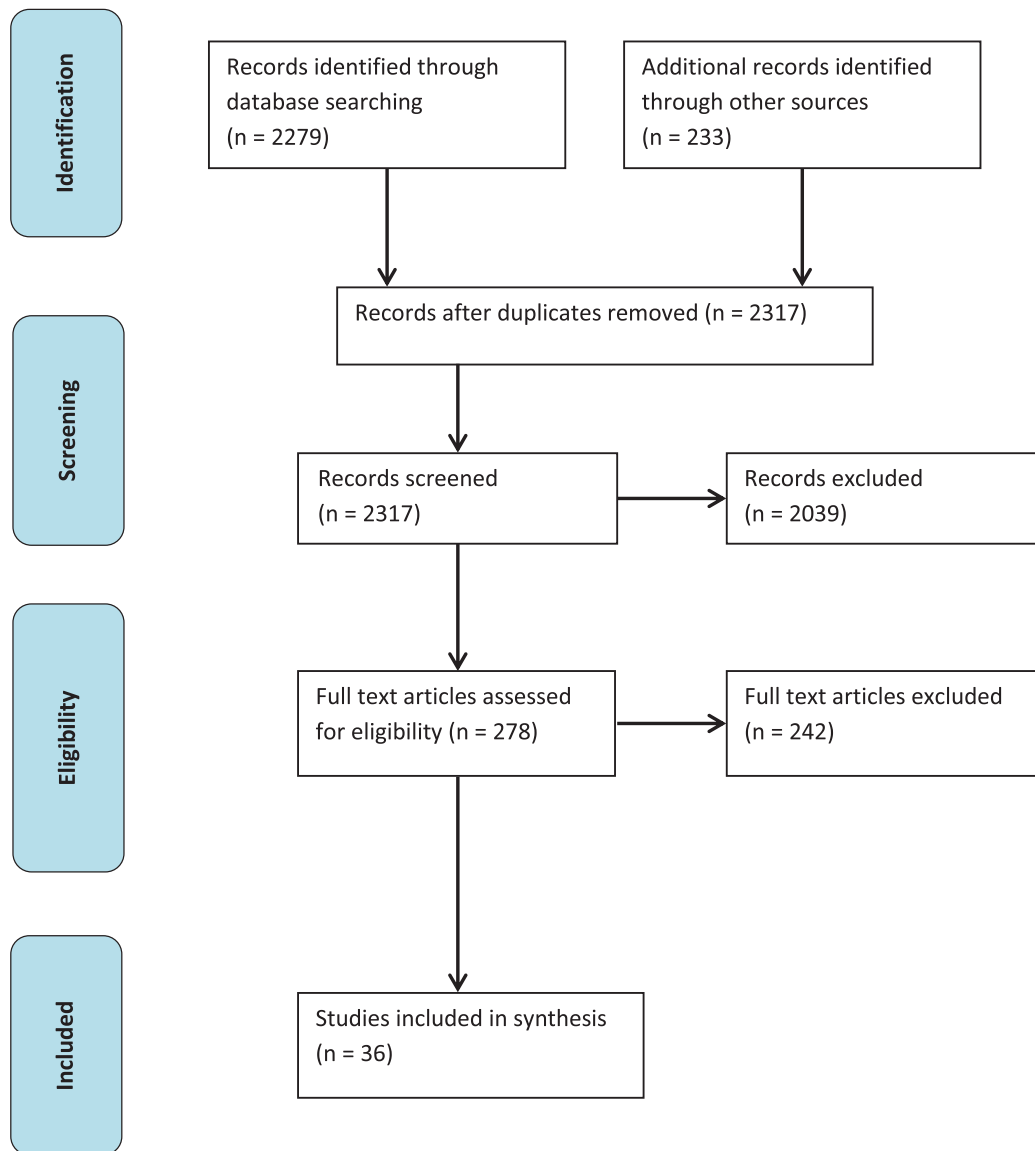 Identification
Records identified through
database searching
(n = 2279)
Additional records identified
through other sources
(n = 233)
Records after duplicates removed (n = 2317)
Screening
Records screened
(n = 2317)
Records excluded
(n = 2039)
Eligibility
Full text articles assessed
for eligibility (n = 278)
Full text articles excluded
(n = 242)
Included
Studies included in synthesis
(n = 36)